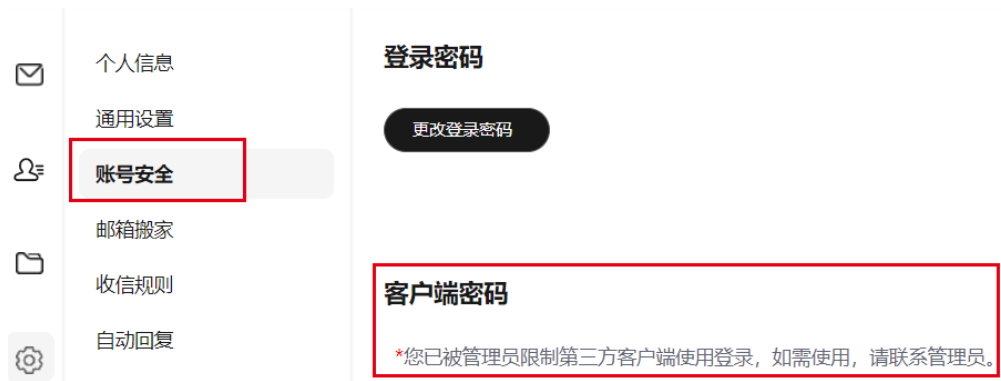 个人信息
通用设置
账号安全
邮箱搬家
收信规则
自动回复
登录密码
更改登录密码
客户端密码
*您已被管理员限制第三方客户端使用登录，如需使用，请联系管理员。